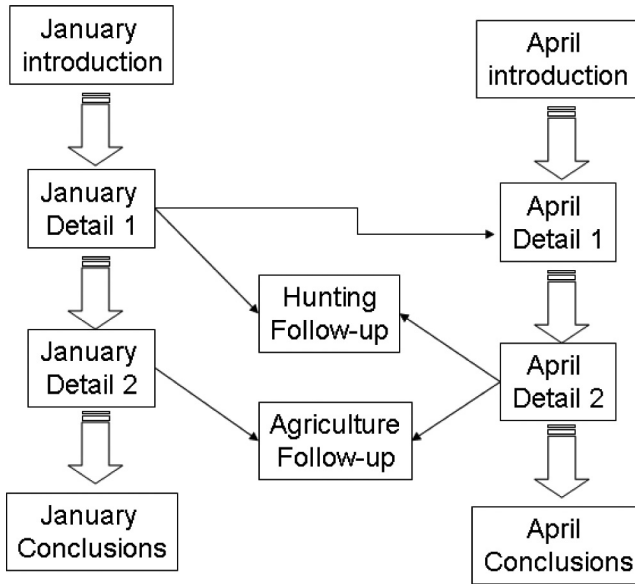 January
introduction
April
introduction
January
Detail 1
April
Detail 1
Hunting
Follow-up
January
Detail 2
April
Detail 2
Agriculture
Follow-up
January
Conclusions
April
Conclusions